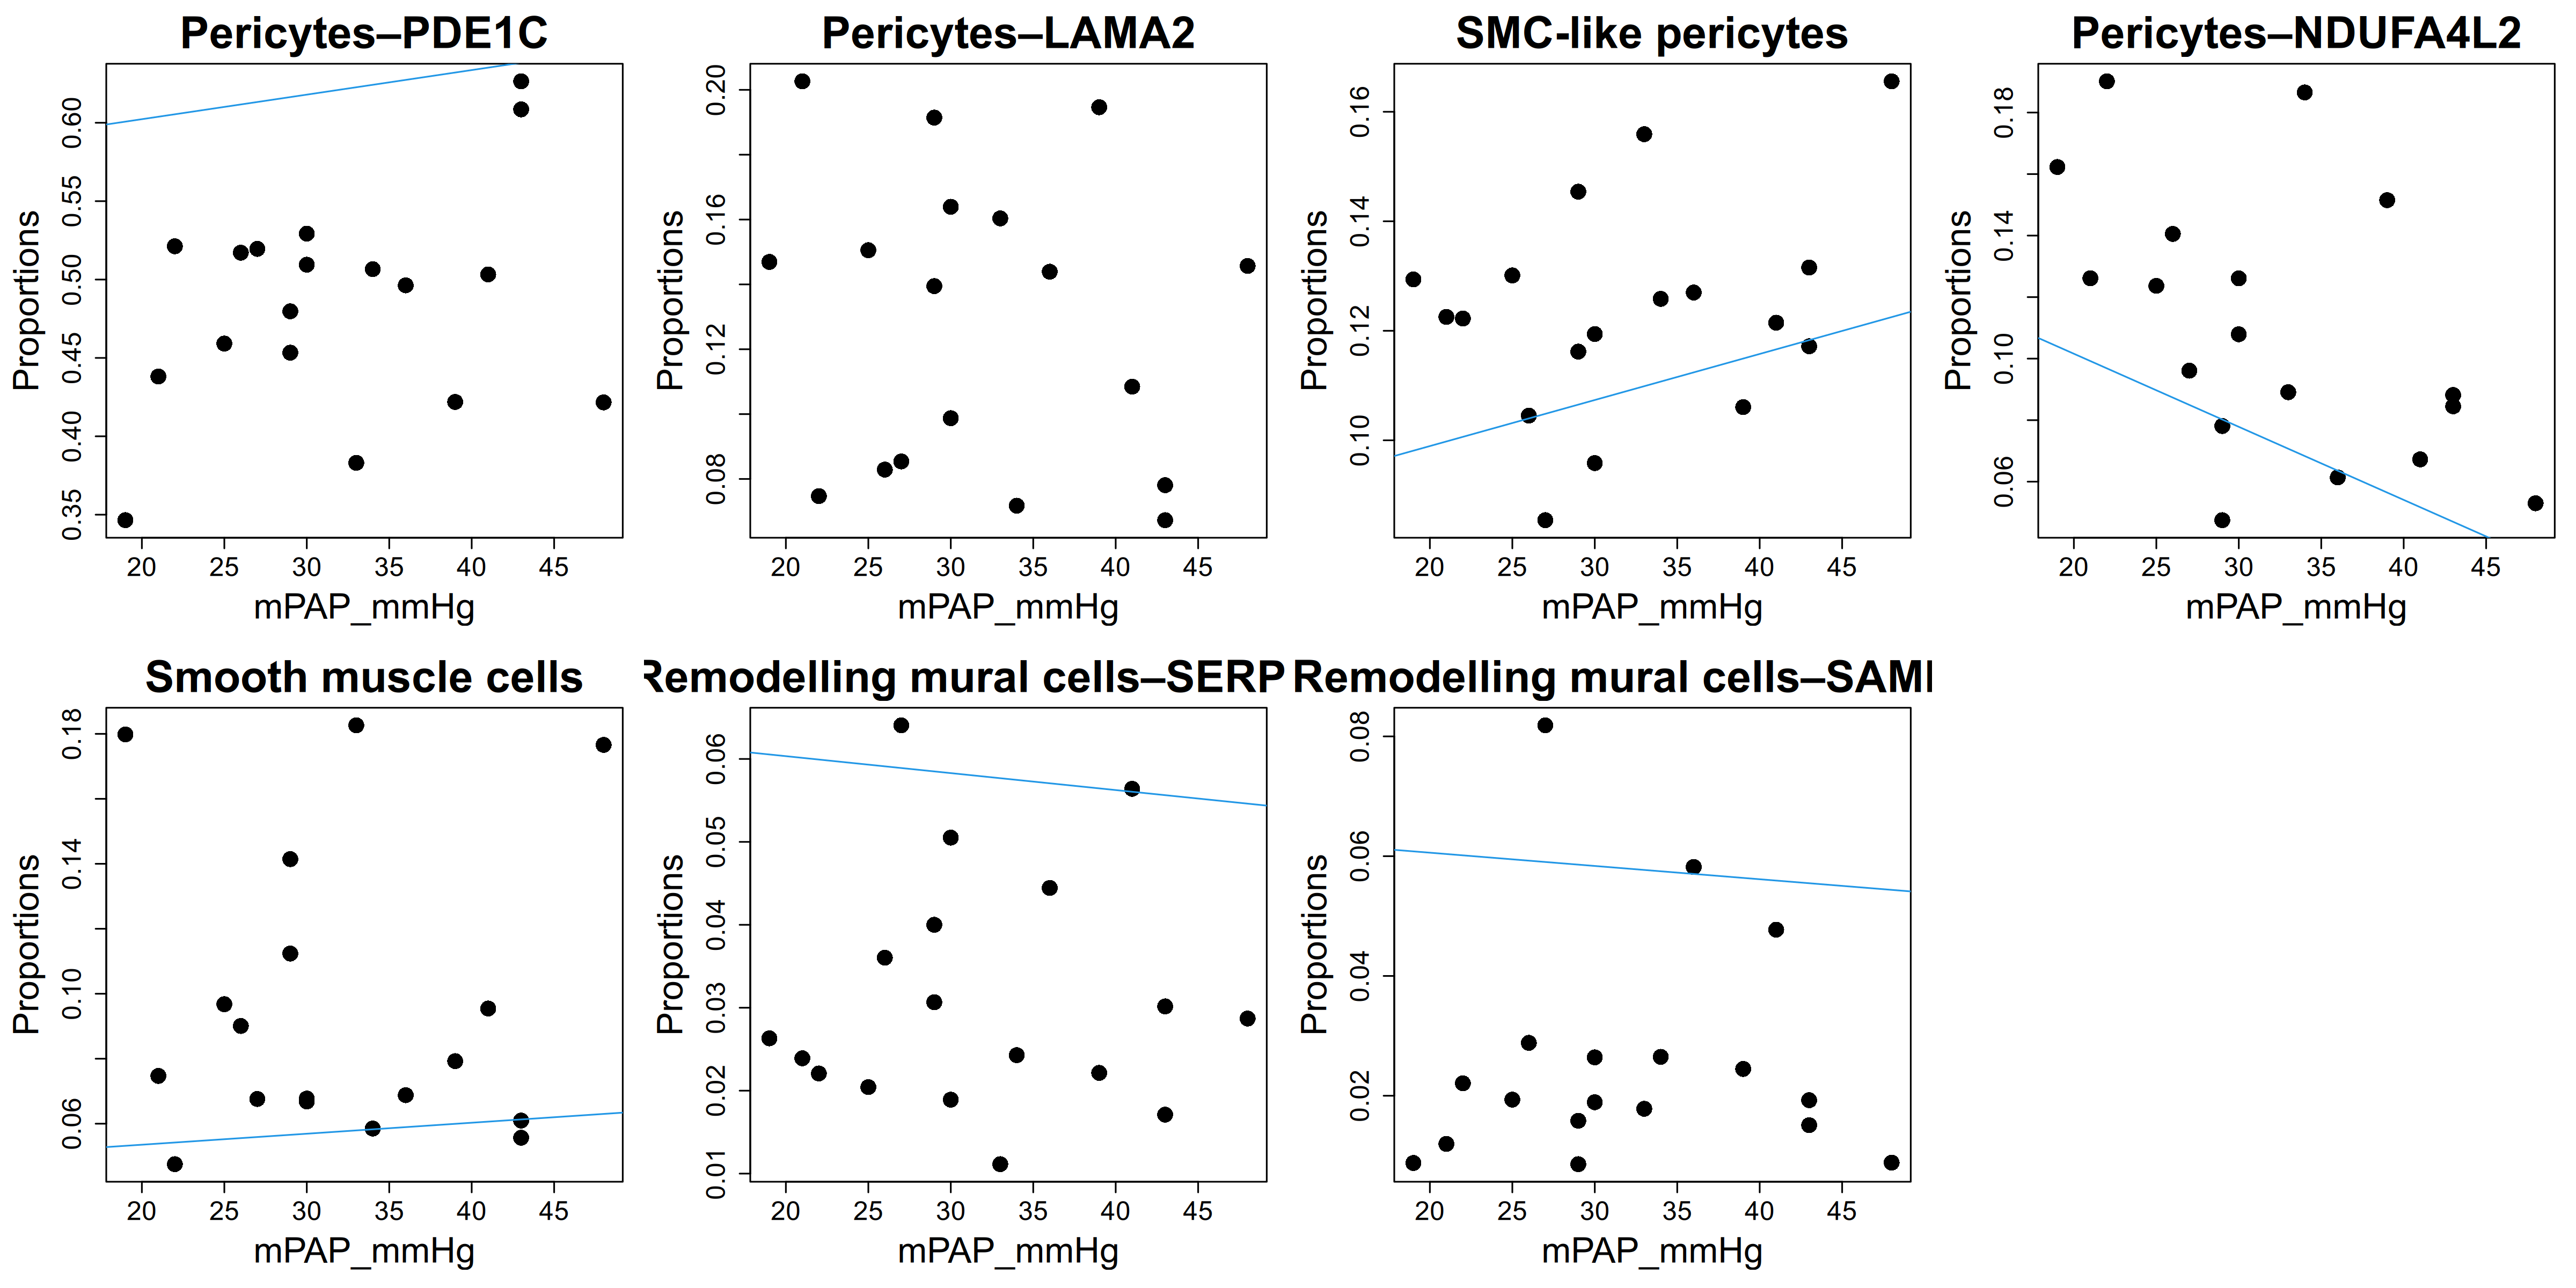 Pericytes–PDE1C
Proportions
0.35 0.40 0.45 0.50 0.55 0.60
20 25 30 35 40 45
mPAP_mmHg
Pericytes–LAMA2
Proportions
0.08 0.12 0.16 0.20
20 25 30 35 40 45
mPAP_mmHg
SMC-like pericytes
Proportions
0.10 0.12 0.14 0.16
20 25 30 35 40 45
mPAP_mmHg
Pericytes–NDUFA4L2
Proportions
0.06 0.10 0.14 0.18
20 25 30 35 40 45
mPAP_mmHg
Smooth muscle cells
Proportions
0.06 0.10 0.14 0.18
20 25 30 35 40 45
mPAP_mmHg
Remodelling mural cells–SERP
Proportions
0.01 0.02 0.03 0.04 0.05 0.06
20 25 30 35 40 45
mPAP_mmHg
Remodelling mural cells–SAM
Proportions
0.02 0.04 0.06 0.08
20 25 30 35 40 45
mPAP_mmHg